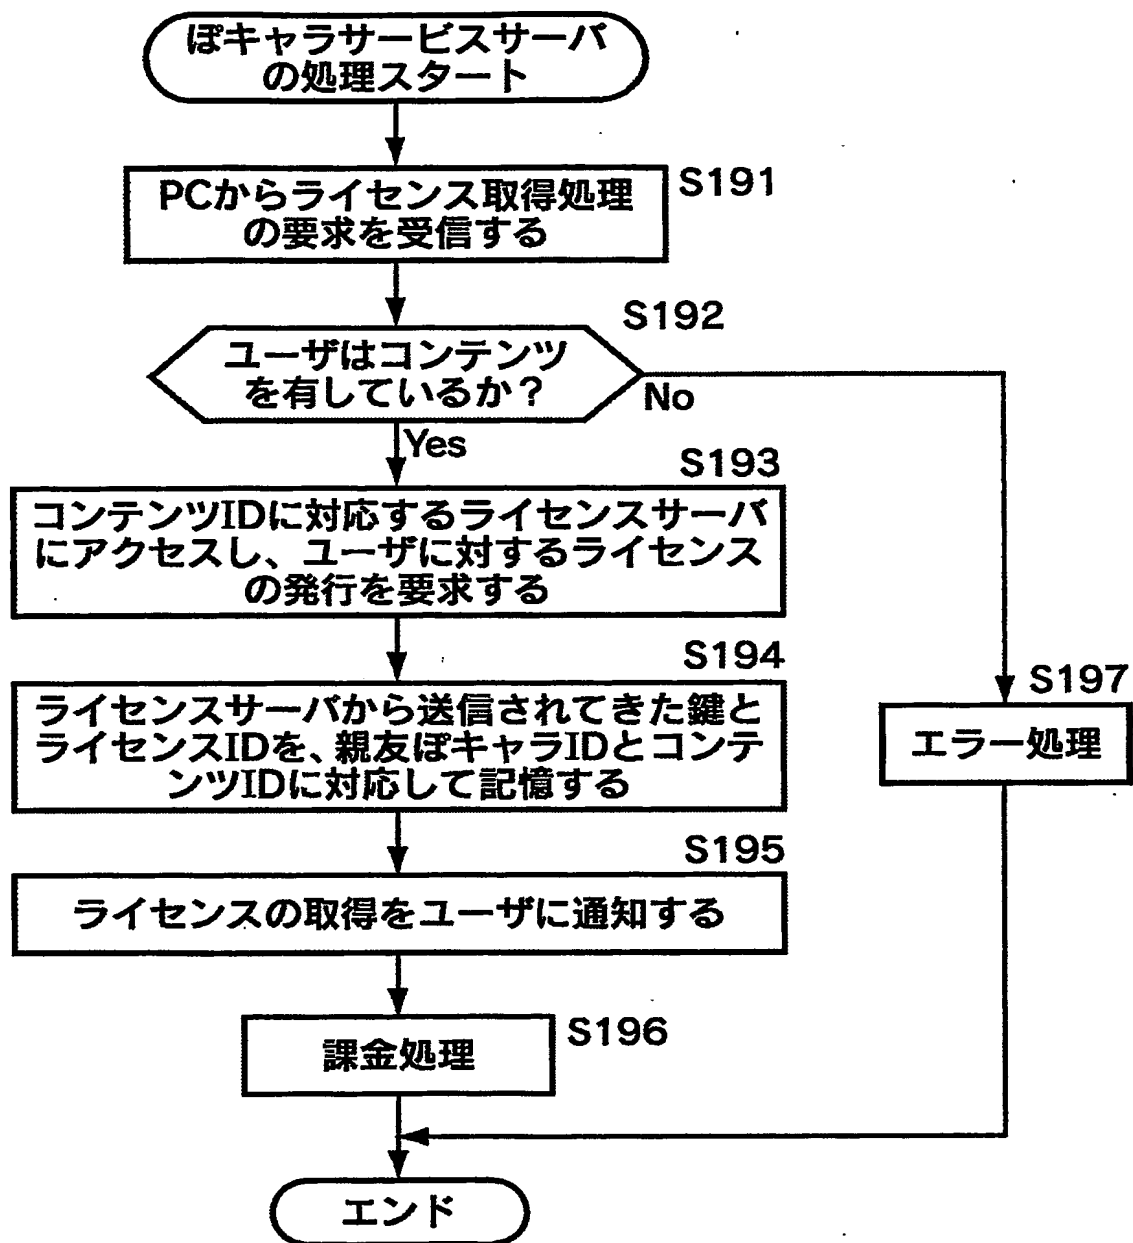 ぽキャラサービスサーバ
の処理スタート
S191
PCからライセンス取得処理
の要求を受信する
S192
ユーザはコンテンツ
を有しているか？
No
Yes
S193
コンテンツIDに対応するライセンスサーバ
にアクセスし、ユーザに対するライセンス
の発行を要求する
S194
ライセンスサーバから送信されてきた鍵と
ライセンスIDを、親友ぽキャラIDとコンテ
ンツIDに対応して記憶する
S197
エラー処理
S195
ライセンスの取得をユーザに通知する
S196
課金処理
エンド